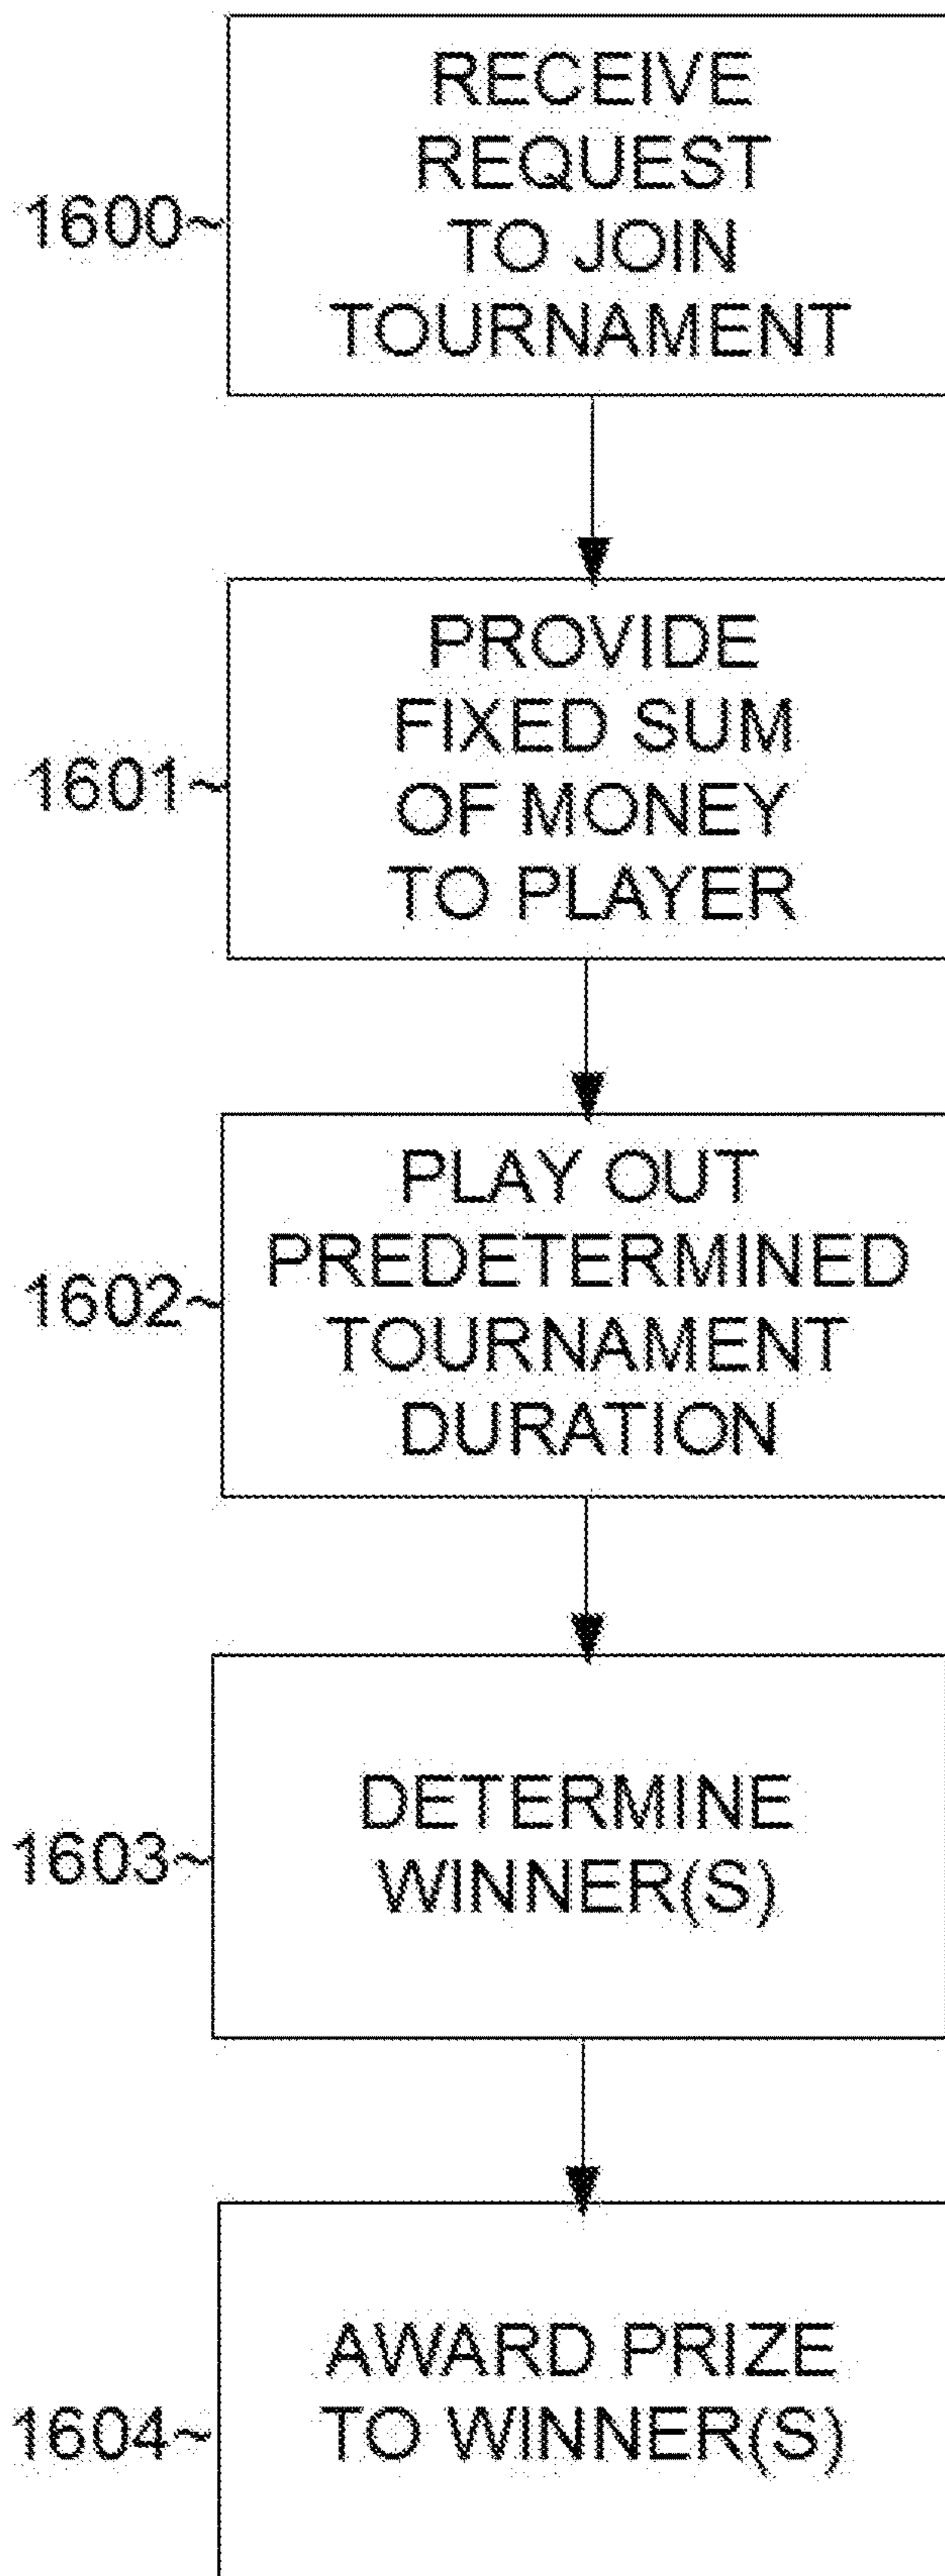 RECEIVE
REQUEST
1600~ TO JOIN
TOURNAMENT
PROVIDE
FIXED SUM
1601~ OF MONEY
TO PLAYER
PLAY OUT
PREDETERMINED
1602~ TOURNAMENT
DURATION
DETERMINE
1603~ WINNER(S)
AWARD PRIZE
1604~ TO WINNER(S)